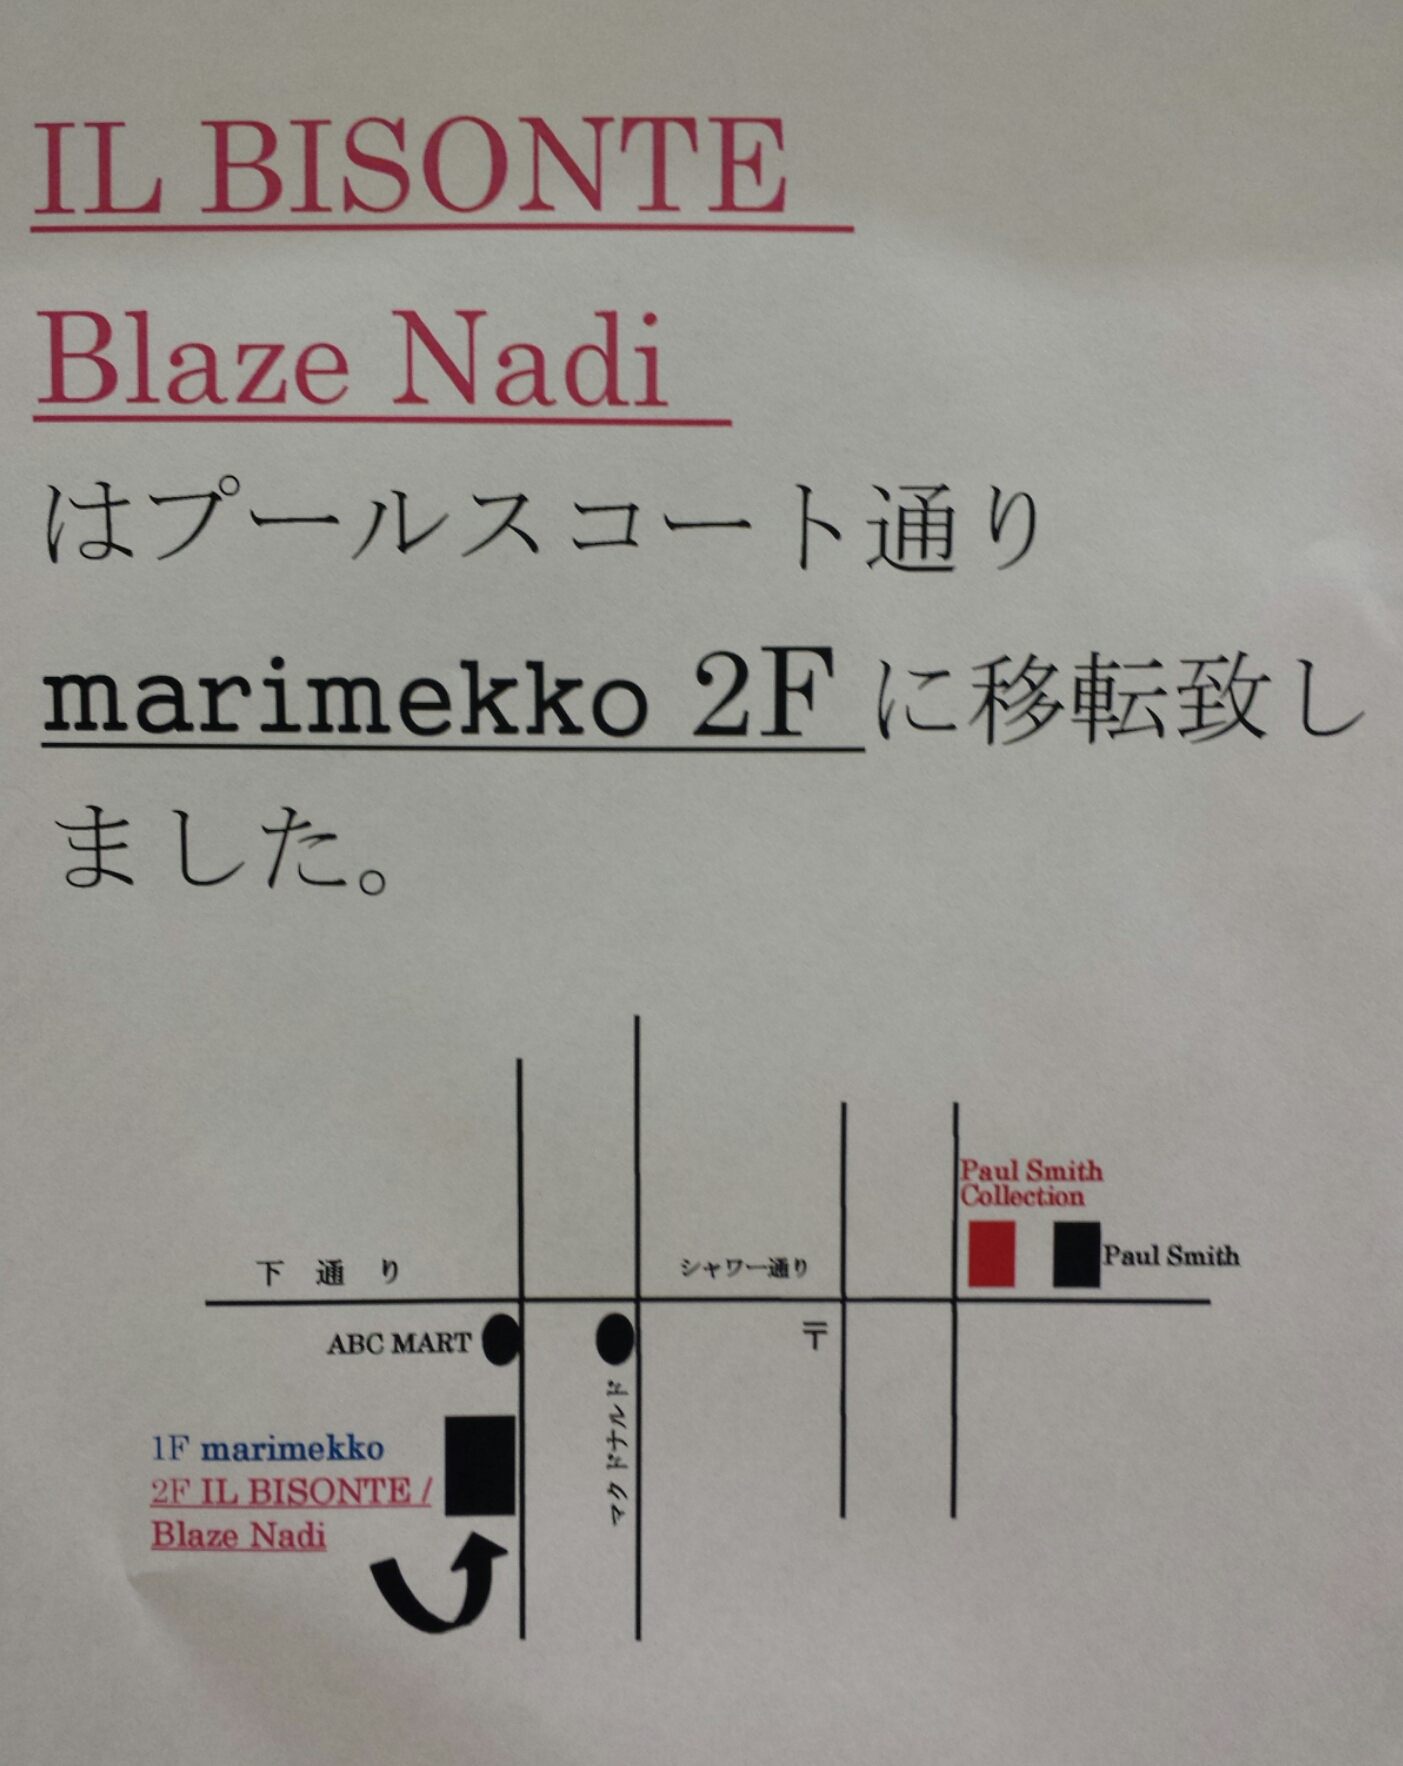 IL BISONTE
Blaze Nadi
はプールスコート通り
marimekko 2F に移転致し
ました。
Paul Smith
Collection
Paul Smith
下 通 り
シャワー通り
ABC MART
〒
マクドナルド
1F marimekko
2F IL BISONTE /
Blaze Nadi